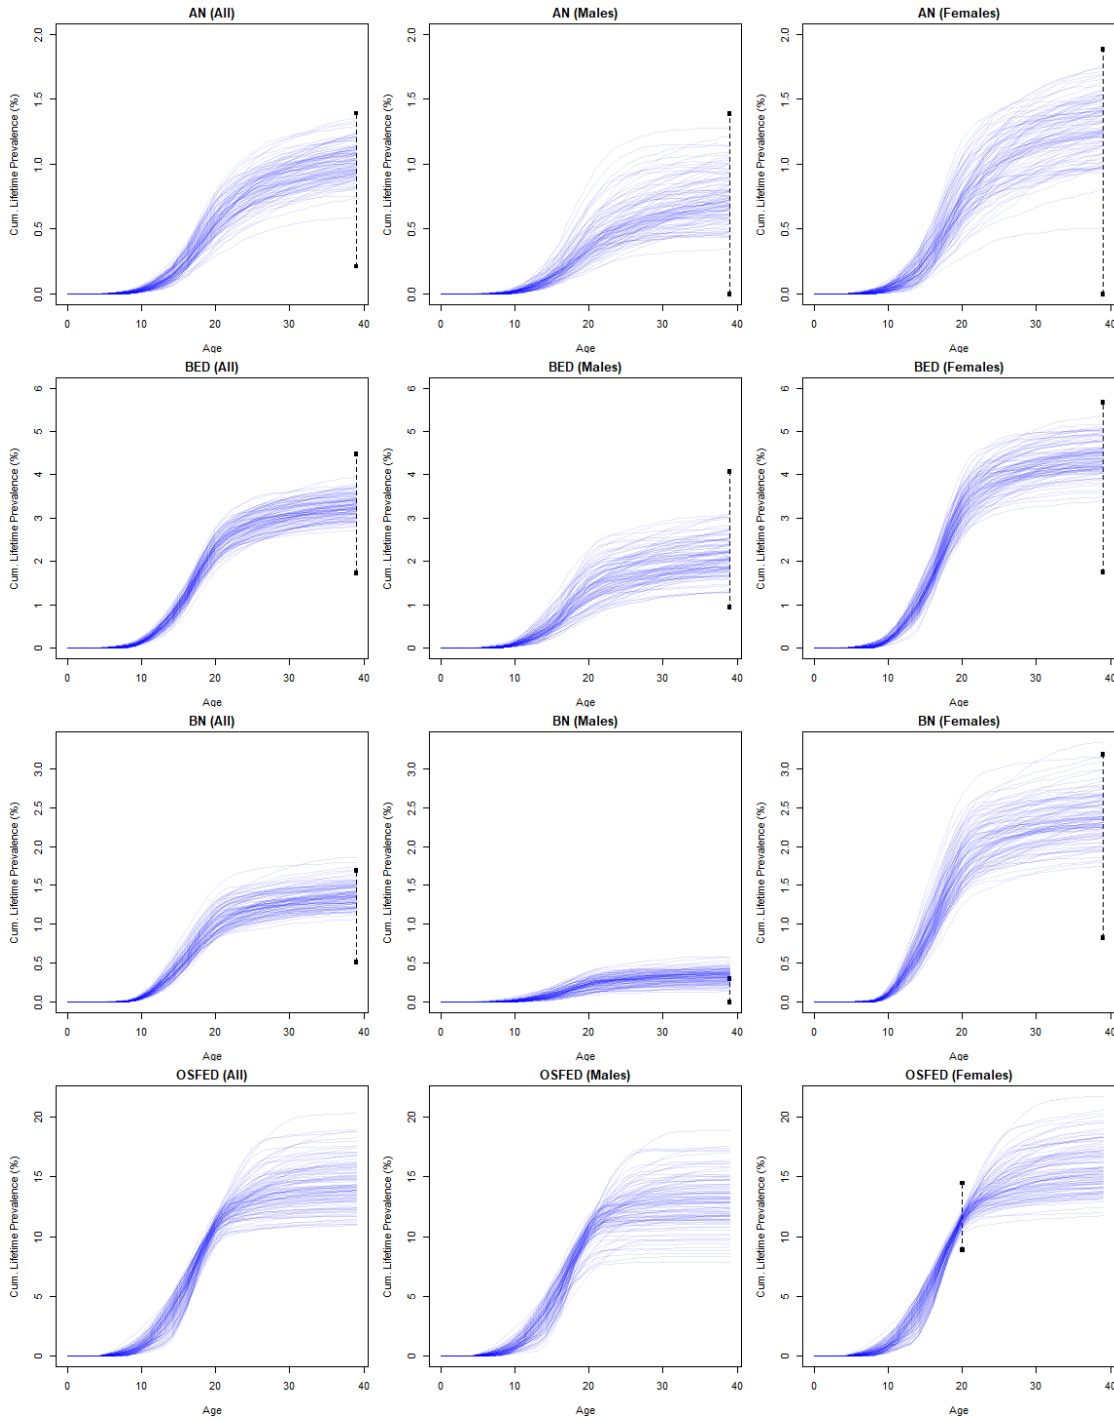 AN (All)
AN (Males)
AN (Females)
Cum. Lifetime Prevalence (%)
0.0 0.5 1.0 1.5 2.0
0 10 20 30 40
Age
Cum. Lifetime Prevalence (%)
0.0 0.5 1.0 1.5 2.0
0 10 20 30 40
Age
Cum. Lifetime Prevalence (%)
0.0 0.5 1.0 1.5 2.0
0 10 20 30 40
Age
BED (All)
BED (Males)
BED (Females)
Cum. Lifetime Prevalence (%)
0 1 2 3 4 5 6
0 10 20 30 40
Age
Cum. Lifetime Prevalence (%)
0 1 2 3 4 5 6
0 10 20 30 40
Age
Cum. Lifetime Prevalence (%)
0 1 2 3 4 5 6
0 10 20 30 40
Age
BN (All)
BN (Males)
BN (Females)
Cum. Lifetime Prevalence (%)
0.0 0.5 1.0 1.5 2.0 2.5 3.0
0 10 20 30 40
Age
Cum. Lifetime Prevalence (%)
0.0 0.5 1.0 1.5 2.0 2.5 3.0
0 10 20 30 40
Age
Cum. Lifetime Prevalence (%)
0.0 0.5 1.0 1.5 2.0 2.5 3.0
0 10 20 30 40
Age
OSFED (All)
OSFED (Males)
OSFED (Females)
Cum. Lifetime Prevalence (%)
0 5 10 15 20
0 10 20 30 40
Age
Cum. Lifetime Prevalence (%)
0 5 10 15 20
0 10 20 30 40
Age
Cum. Lifetime Prevalence (%)
0 5 10 15 20
0 10 20 30 40
Age